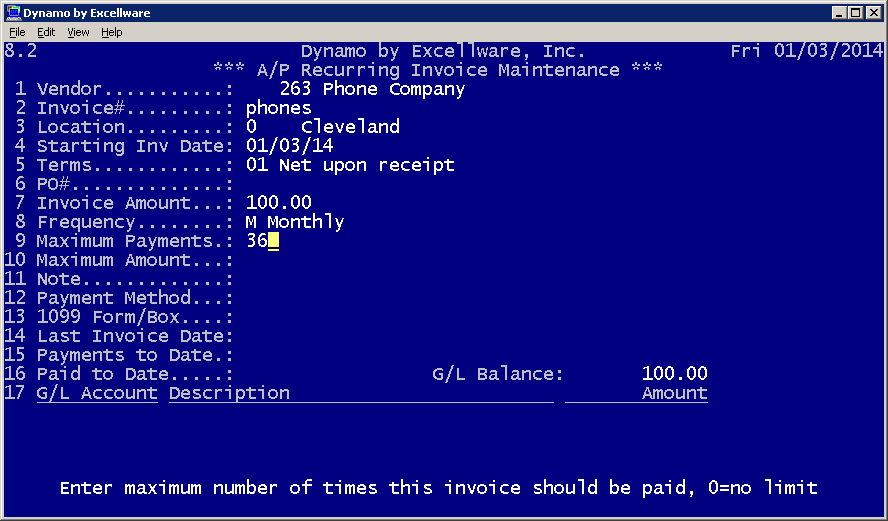 Dynamo by Excellware
File Edit View Help
8.2 Dynamo by Excellware, Inc. Fri 01/03/2014
*** A/P Recurring Invoice Maintenance ***
1 Vendor...........: 263 Phone Company
2 Invoice#.........: phones
3 Location.........: 0 Cleveland
4 Starting Inv Date: 01/03/14
5 Terms............: 01 Net upon receipt
6 PO#..............:
7 Invoice Amount...: 100.00
8 Frequency........: M Monthly
9 Maximum Payments.: 36
10 Maximum Amount...:
11 Note.............:
12 Payment Method...:
13 1099 Form/Box....:
14 Last Invoice Date:
15 Payments to Date.:
16 Paid to Date.....: G/L Balance: 100.00
17 G/L Account Description Amount
Enter maximum number of times this invoice should be paid, 0=no limit